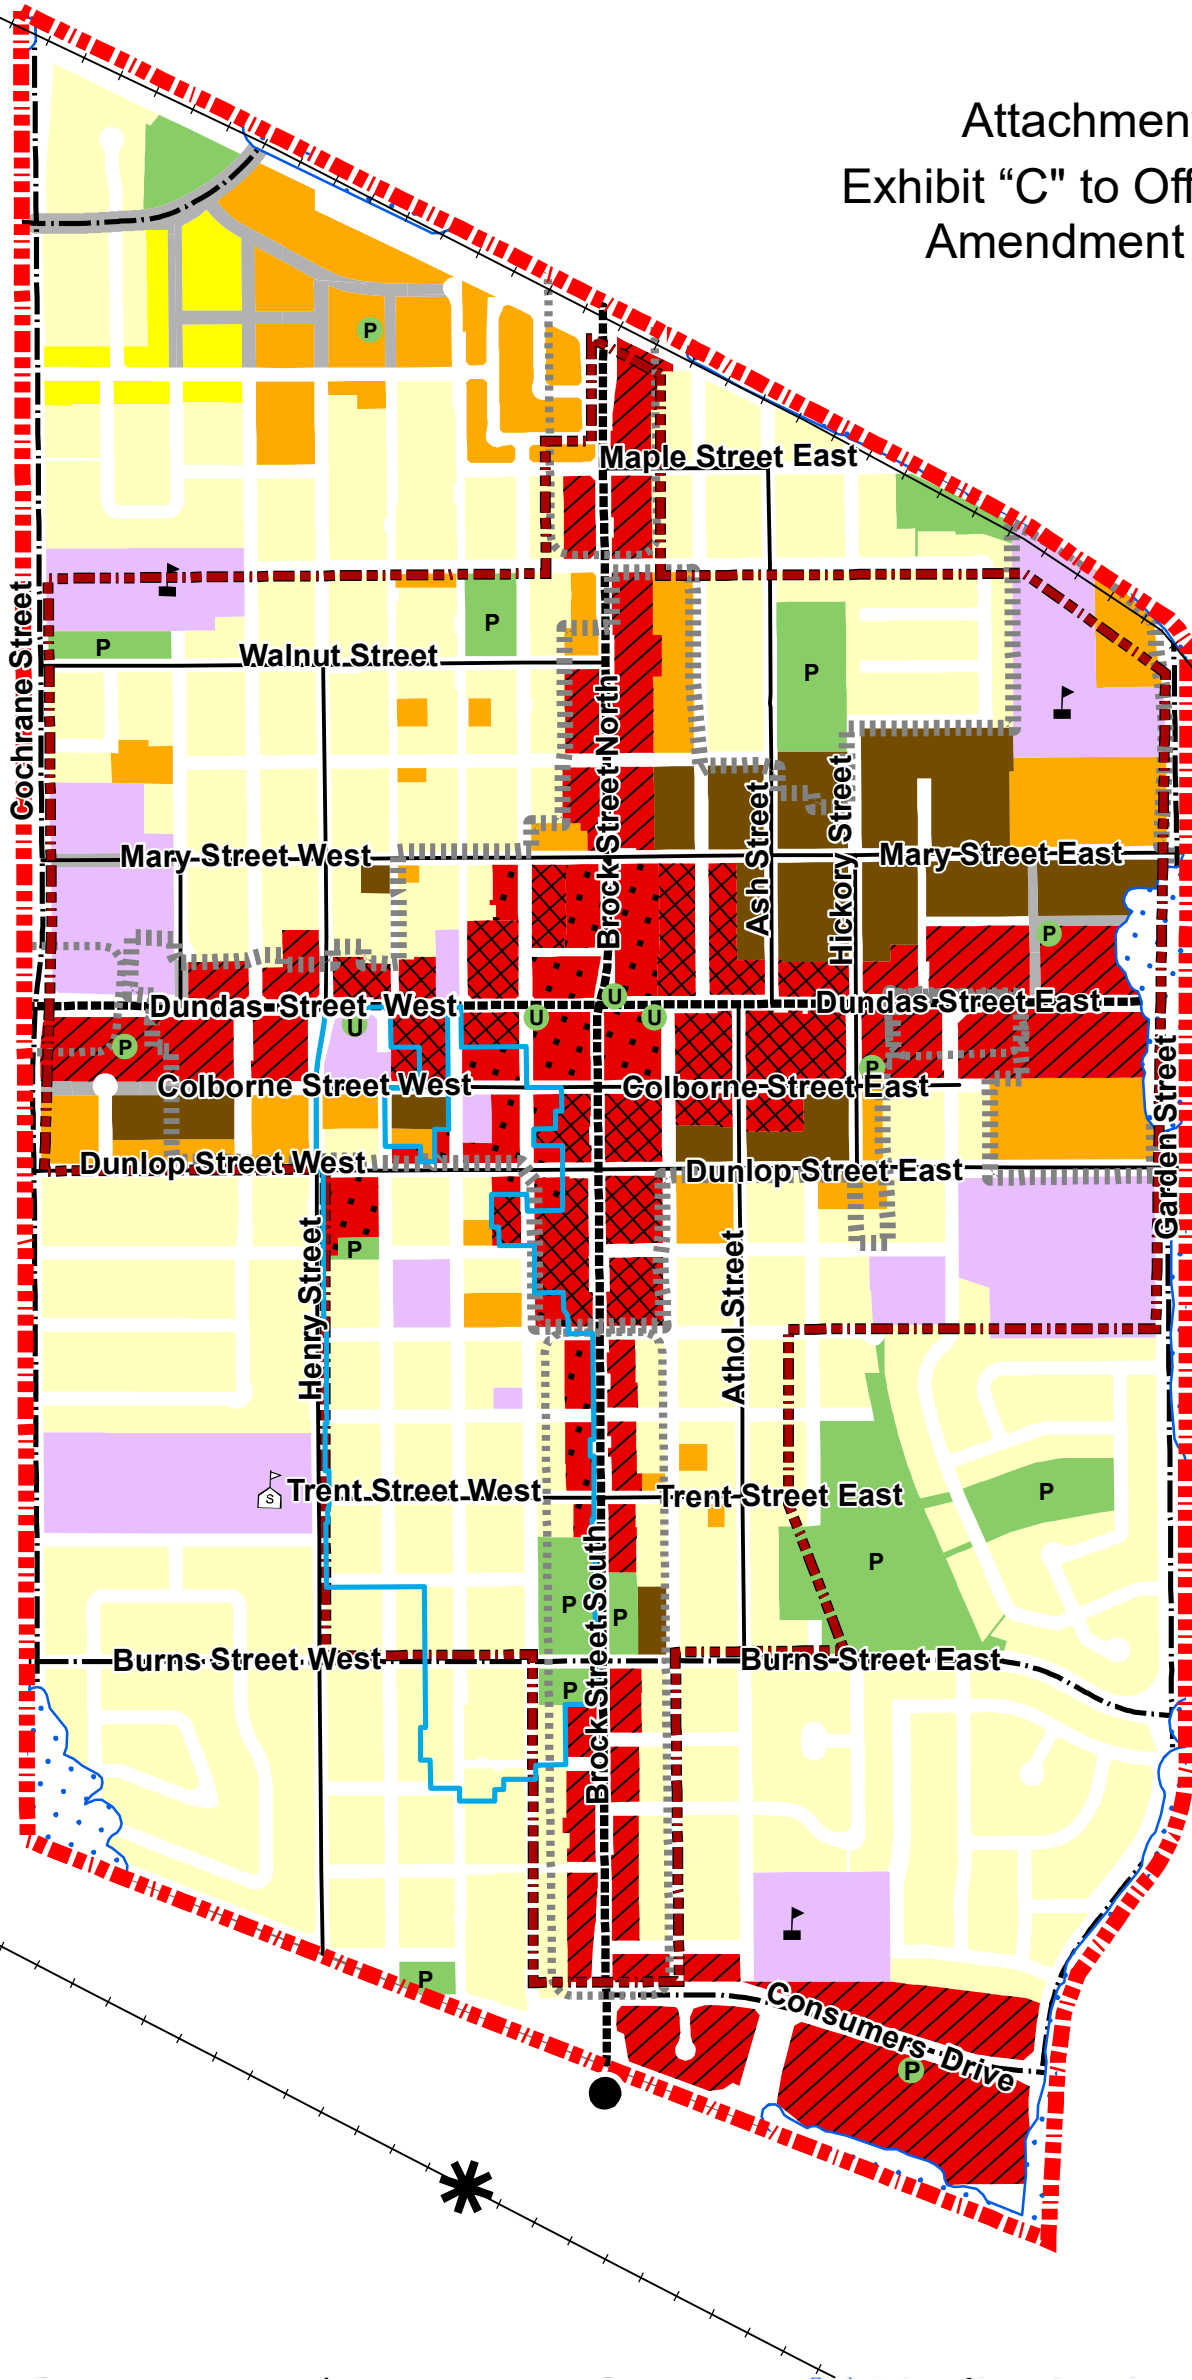 Attachmen
Exhibit “C" to Off
Amendment
P
Maple Street East
P
P
Walnut Street
P
Cochrane Street
Brock Street North
Ash Street
Hickory Street
Mary Street West
Mary Street East
P
U
Dundas Street West
Dundas Street East
U
U
U
P
P
Colborne Street West
Colborne Street East
Garden Street
Dunlop Street West
Dunlop Street East
P
Henry Street
Athol Street
S
Trent Street West
Trent Street East
P
P
P
P
Brock Street South
Burns Street West
Burns Street East
P
P
Consumers Drive
P